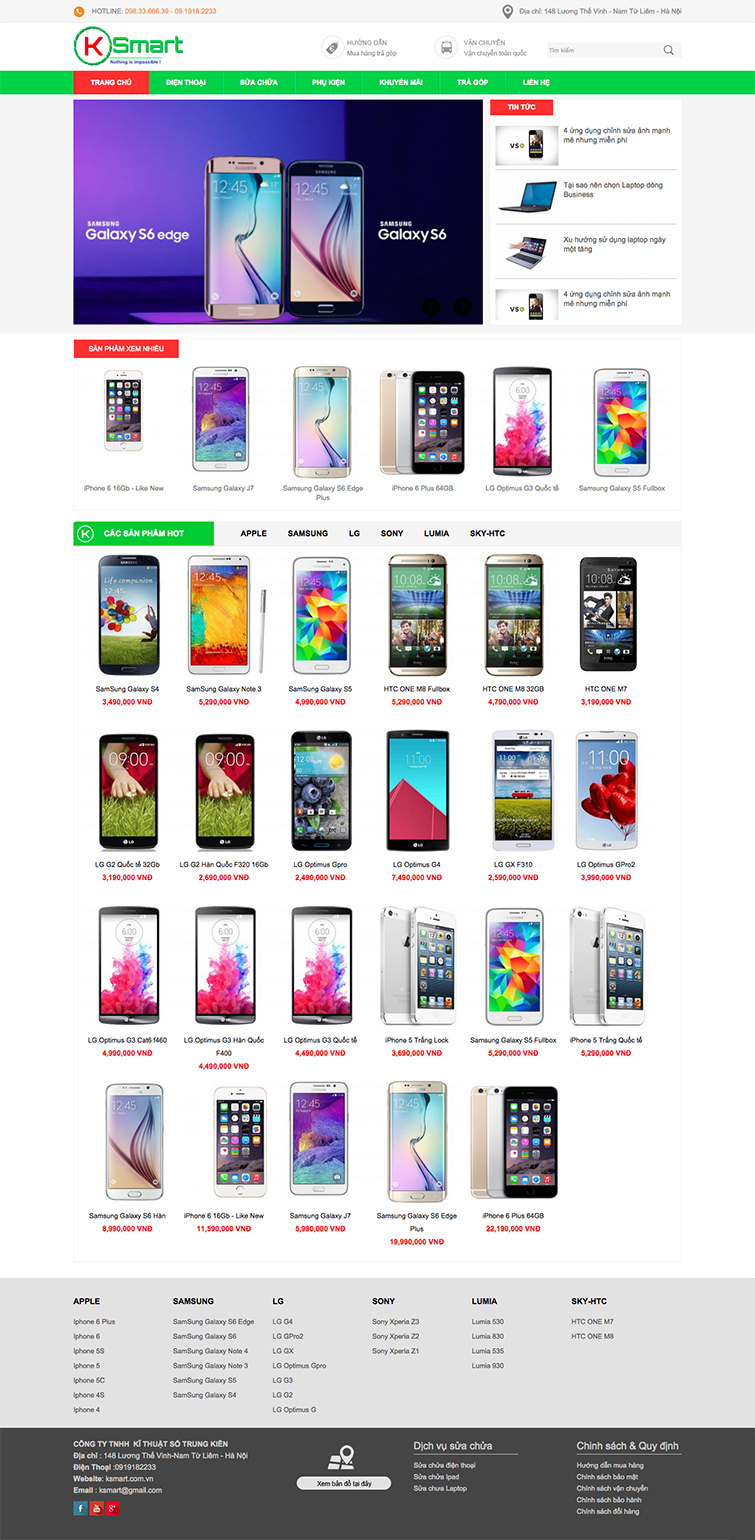 HOTLINE: 098.33.666.39 - 09.1918.2233
Địa chỉ: 148 Lương Thế Vinh - Nam Từ Liêm - Hà Nội
KSmart
Nothing is impossible !
HƯỚNG DẪN
Mua hàng trả góp
VẬN CHUYỂN
Vận chuyển toàn quốc
Tìm kiếm
TRANG CHỦ
ĐIỆN THOẠI
SỬA CHỮA
PHỤ KIỆN
KHUYẾN MÃI
TRẢ GÓP
LIÊN HỆ
SAMSUNG
Galaxy S6 edge
SAMSUNG
Galaxy S6
TIN TỨC
4 ứng dụng chỉnh sửa ảnh mạnh
mẽ nhưng miễn phí
Tại sao nên chọn Laptop dòng
Business
Xu hướng sử dụng laptop ngày
một tăng
4 ứng dụng chỉnh sửa ảnh mạnh
mẽ nhưng miễn phí
SẢN PHẨM XEM NHIỀU
iPhone 6 16Gb - Like New
Samsung Galaxy J7
Samsung Galaxy S6 Edge
Plus
iPhone 6 Plus 64GB
LG Optimus G3 Quốc tế
Samsung Galaxy S5 Fullbox
CÁC SẢN PHẨM HOT
APPLE
SAMSUNG
LG
SONY
LUMIA
SKY-HTC
SamSung Galaxy S4
3,490,000 VNĐ
SamSung Galaxy Note 3
5,290,000 VNĐ
SamSung Galaxy S5
4,990,000 VNĐ
HTC ONE M8 Fullbox
5,290,000 VNĐ
HTC ONE M8 32GB
4,790,000 VNĐ
HTC ONE M7
3,190,000 VNĐ
LG G2 Quốc tế 32Gb
3,190,000 VNĐ
LG G2 Hàn Quốc F320 16Gb
2,690,000 VNĐ
LG Optimus Gpro
2,490,000 VNĐ
LG Optimus G4
7,490,000 VNĐ
LG GX F310
2,590,000 VNĐ
LG Optimus GPro2
3,990,000 VNĐ
LG Optimus G3 Cat6 f460
4,990,000 VNĐ
LG Optimus G3 Hàn Quốc
F400
4,490,000 VNĐ
LG Optimus G3 Quốc tế
4,490,000 VNĐ
iPhone 5 Trắng Lock
3,690,000 VNĐ
Samsung Galaxy S5 Fullbox
5,290,000 VNĐ
iPhone 5 Trắng Quốc tế
5,290,000 VNĐ
Samsung Galaxy S6 Hàn
8,990,000 VNĐ
iPhone 6 16Gb - Like New
11,590,000 VNĐ
Samsung Galaxy J7
5,990,000 VNĐ
Samsung Galaxy S6 Edge
Plus
19,990,000 VNĐ
iPhone 6 Plus 64GB
22,190,000 VNĐ
APPLE
Iphone 6 Plus
Iphone 6
Iphone 5S
Iphone 5
Iphone 5C
Iphone 4S
Iphone 4
SAMSUNG
SamSung Galaxy S6 Edge
SamSung Galaxy S6
SamSung Galaxy Note 4
SamSung Galaxy Note 3
SamSung Galaxy S5
SamSung Galaxy S4
LG
LG G4
LG GPro2
LG GX
LG Optimus Gpro
LG G3
LG G2
LG Optimus G
SONY
Sony Xperia Z3
Sony Xperia Z2
Sony Xperia Z1
LUMIA
Lumia 530
Lumia 830
Lumia 535
Lumia 930
SKY-HTC
HTC ONE M7
HTC ONE M8
CÔNG TY TNHH KĨ THUẬT SỐ TRUNG KIÊN
Địa chỉ : 148 Lương Thế Vinh-Nam Từ Liêm - Hà Nội
Điện Thoại :0919182233
Website: ksmart.com.vn
Email : ksmart@gmail.com
Xem bản đồ tại đây
Dịch vụ sửa chữa
Sửa chữa điện thoại
Sửa chữa Ipad
Sửa chưa Laptop
Chính sách & Quy định
Hướng dẫn mua hàng
Chính sách bảo mật
Chính sách vận chuyển
Chính sách bảo hành
Chính sách đổi hàng